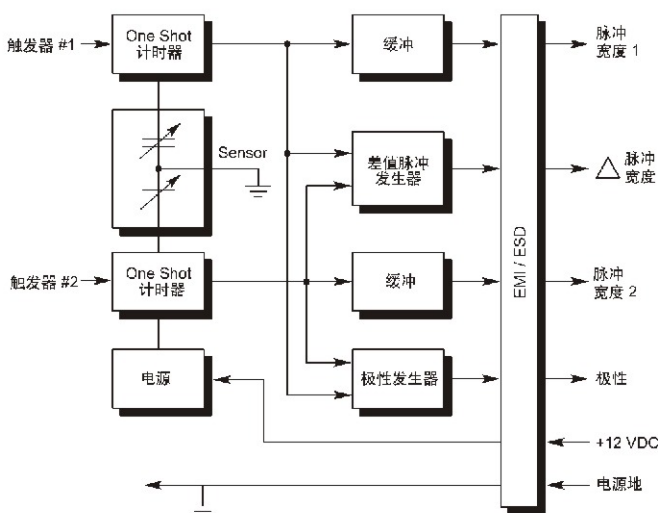 触发器 #1
One Shot
计时器
缓冲
脉冲
宽度 1
Sensor
差值脉冲
发生器
△ 脉冲
宽度
EMI / ESD
触发器 #2
One Shot
计时器
缓冲
脉冲
宽度 2
电源
极性发生器
极性
+12 VDC
电源地